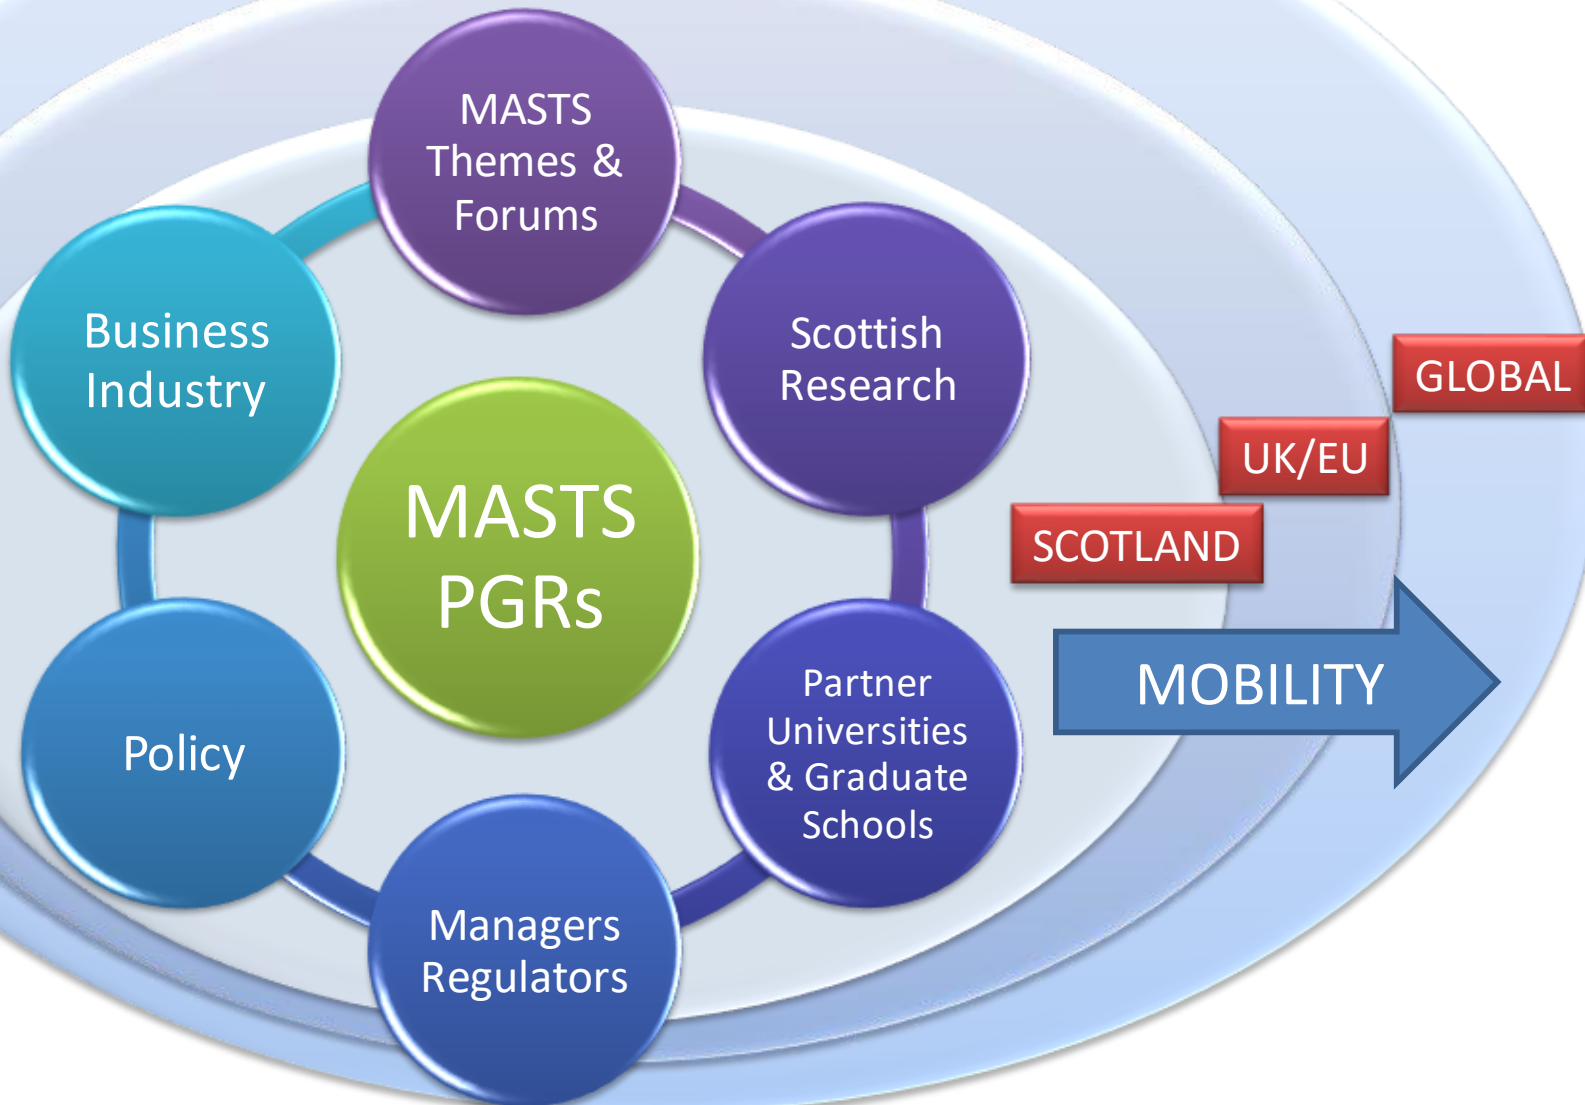 MASTS
Themes &
Forums
Business
Industry
Scottish
Research
GLOBAL
UK/EU
SCOTLAND
MASTS
PGRs
MOBILITY
Policy
Partner
Universities
& Graduate
Schools
Managers
Regulators